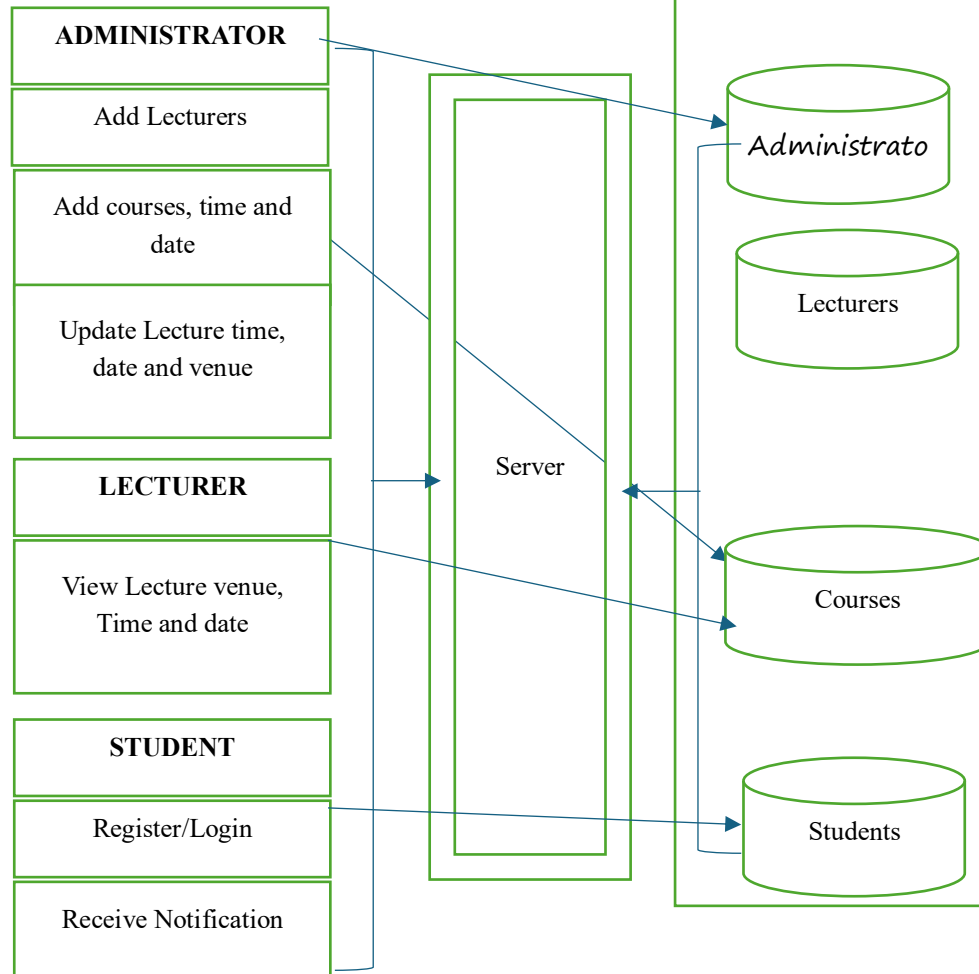 ADMINISTRATOR
Add Lecturers
Add courses, time and
date
Update Lecture time,
date and venue
LECTURER
View Lecture venue,
Time and date
STUDENT
Register/Login
Receive Notification
Server
Administrato
Lecturers
Courses
Students